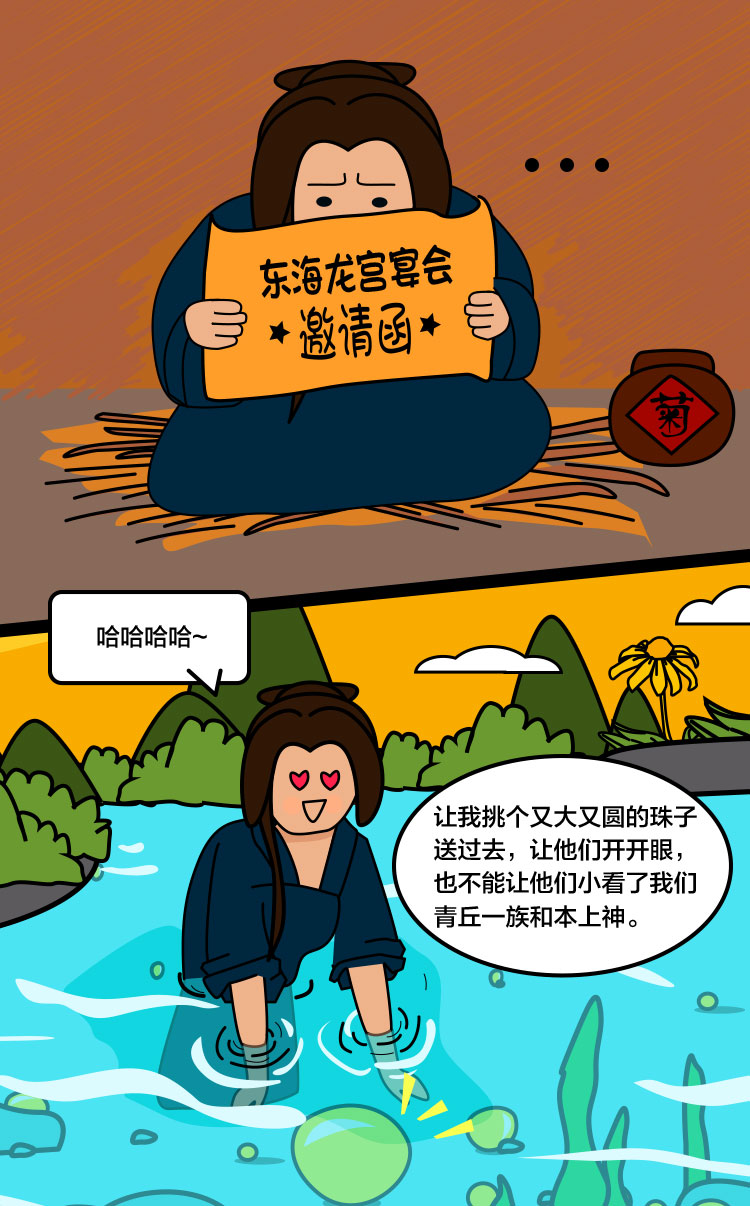 ...
东海龙宫宴会
★邀请函★
菊
哈哈哈哈~
让我挑个又大又圆的珠子
送过去，让他们开开眼，
也不能让他们小看了我们
青丘一族和本上神。